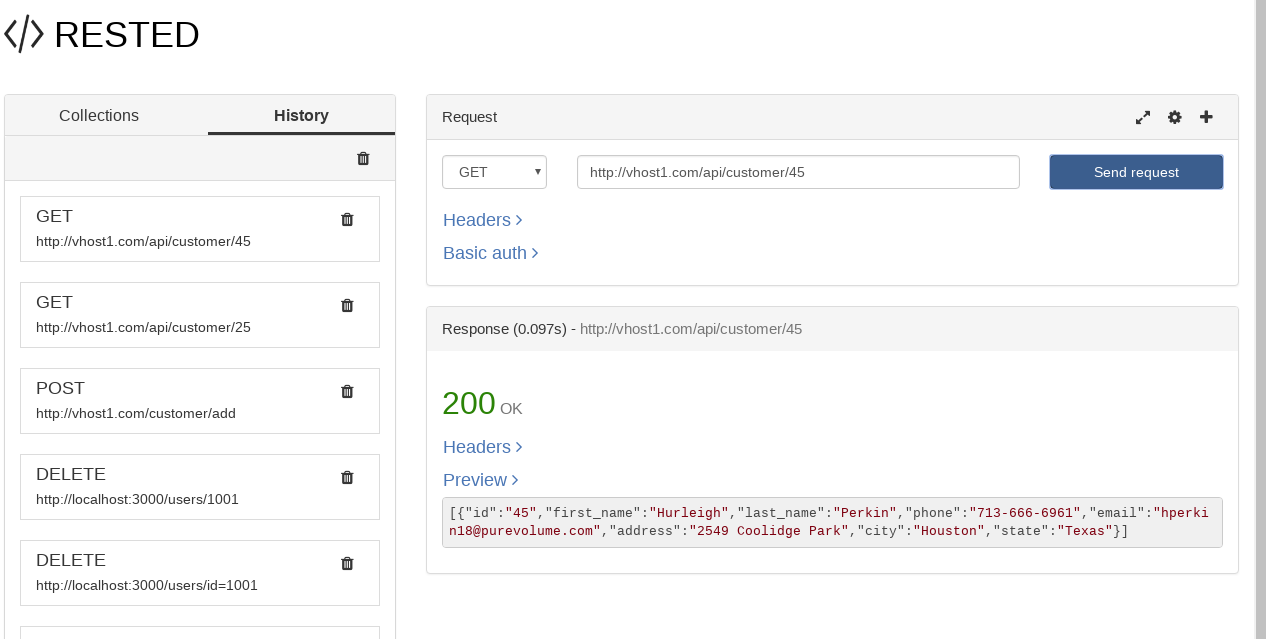 </> RESTED
Collections History
GET
http://vhost1.com/api/customer/45
GET
http://vhost1.com/api/customer/25
POST
http://vhost1.com/customer/add
DELETE
http://localhost:3000/users/1001
DELETE
http://localhost:3000/users/id=1001
Request
GET http://vhost1.com/api/customer/45 Send request
Headers
Basic auth
Response (0.097s) - http://vhost1.com/api/customer/45
200 OK
Headers
Preview
[{"id":"45","first_name":"Hurleigh","last_name":"Perkin","phone":"713-666-6961","email":"hperki
n18@purevolume.com","address":"2549 Coolidge Park","city":"Houston","state":"Texas"}]